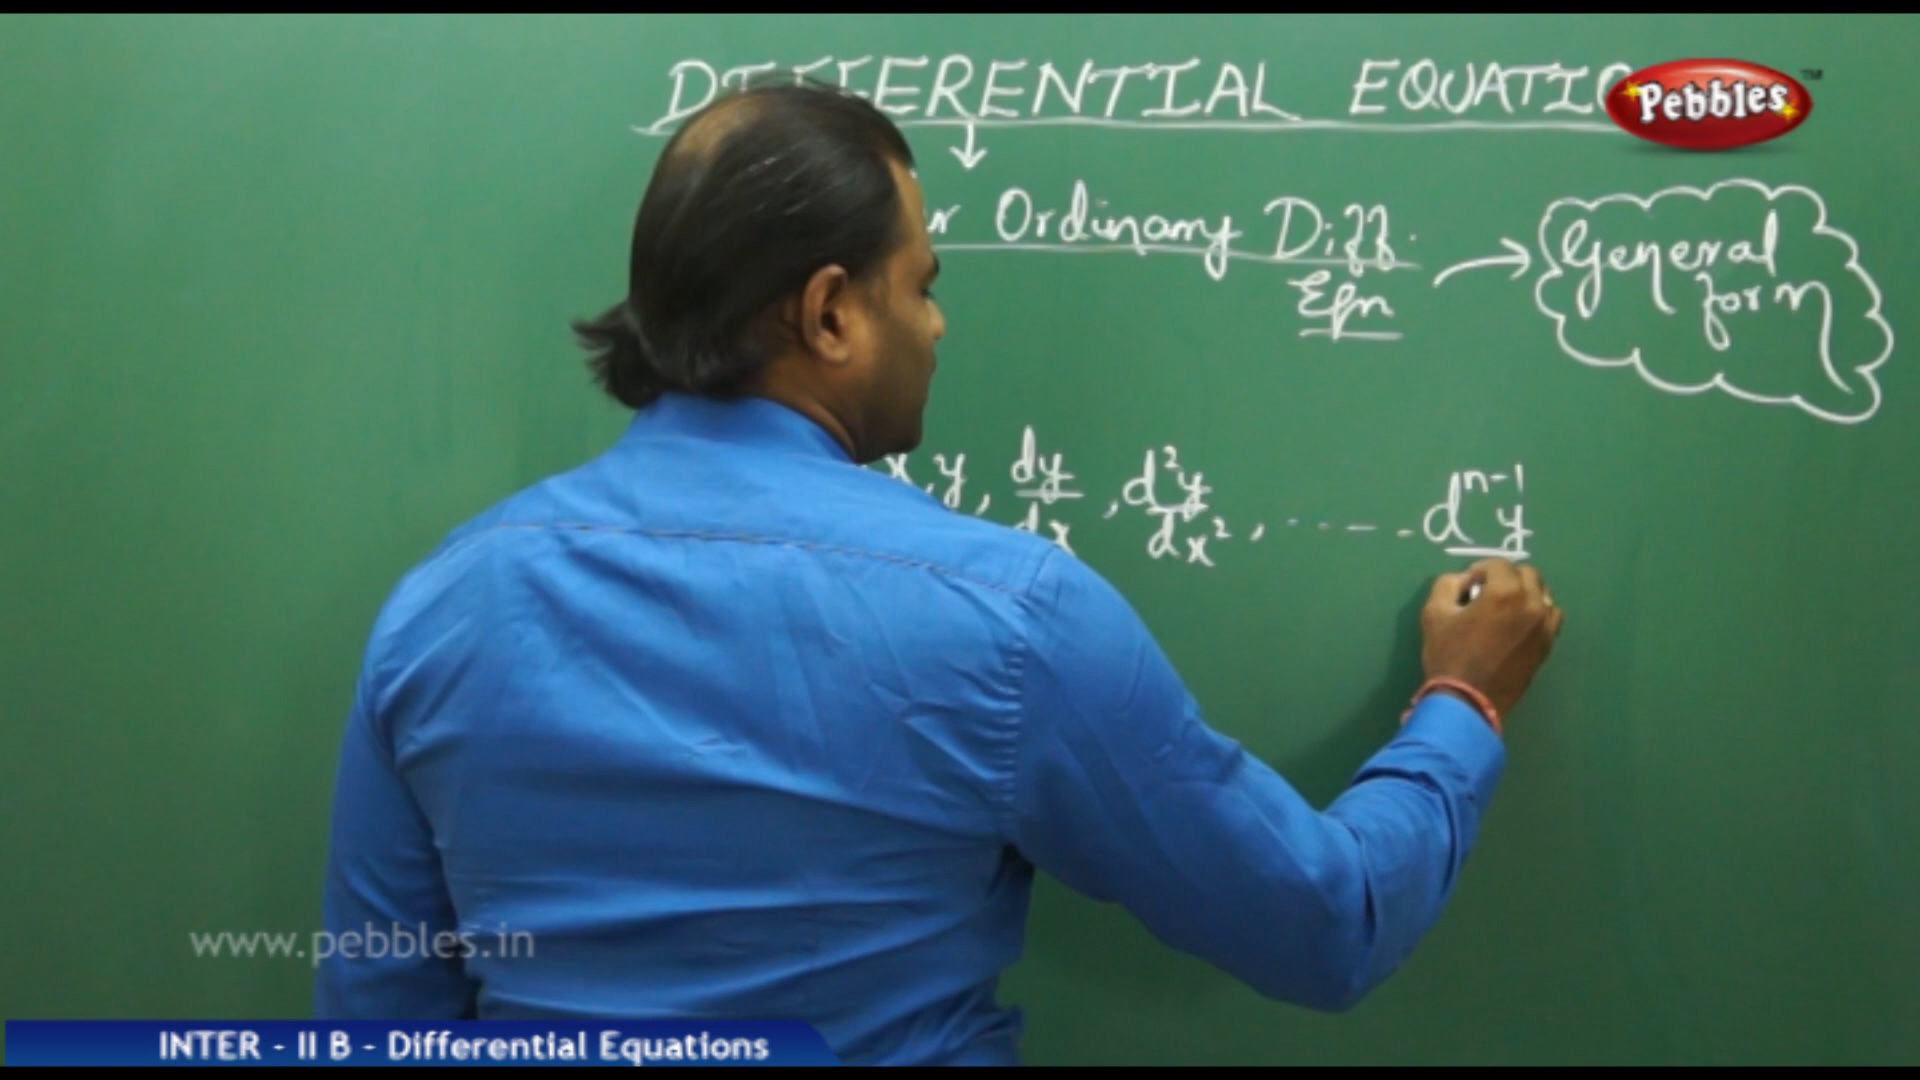 DIFFERENTIAL EQUATIO
Pebbles™
Ordinary Diff.
Eqn
General
form
x, y, dy/dx, d²y/dx², ..... dⁿ⁻¹y
www.pebbles.in
INTER - II B - Differential Equations